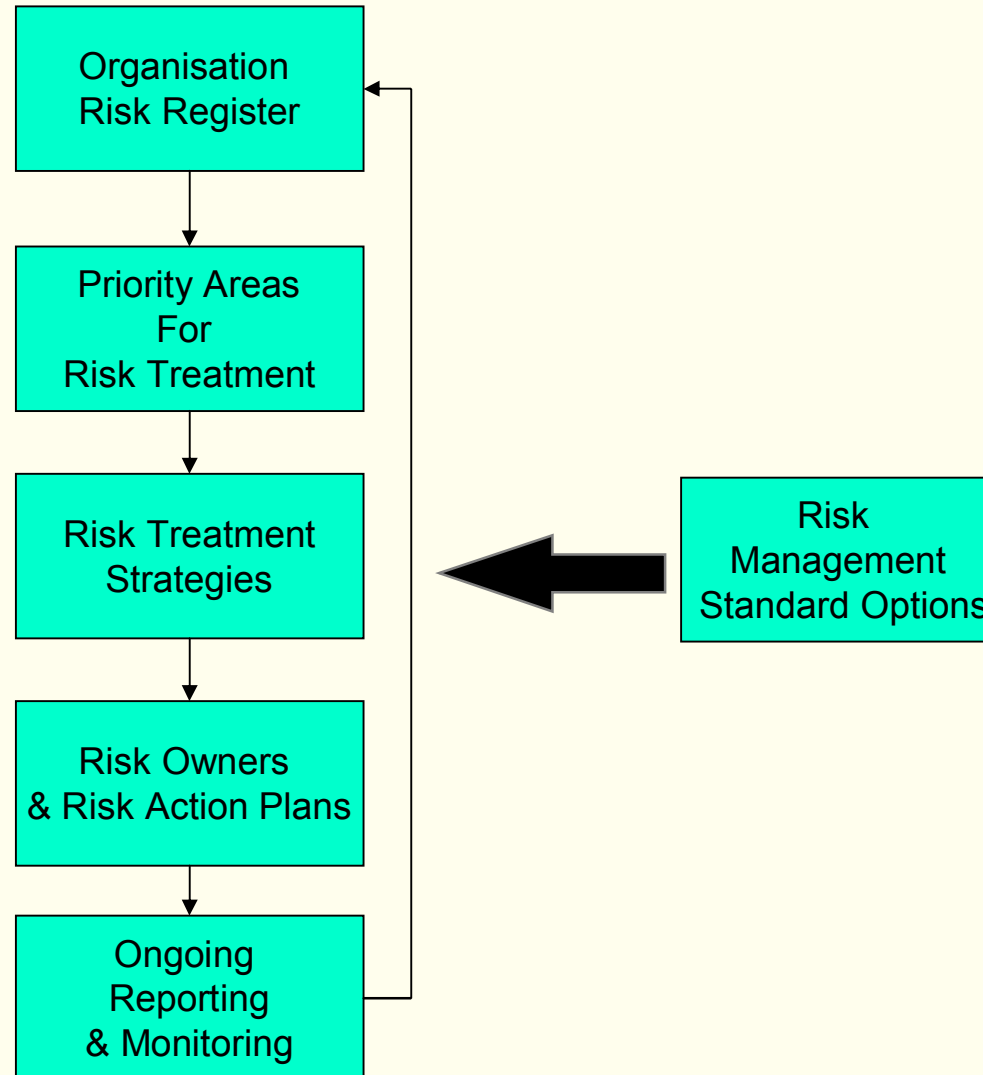 Organisation
Risk Register
Priority Areas
For
Risk Treatment
Risk Treatment
Strategies
Risk Owners
& Risk Action Plans
Ongoing
Reporting
& Monitoring
Risk
Management
Standard Options